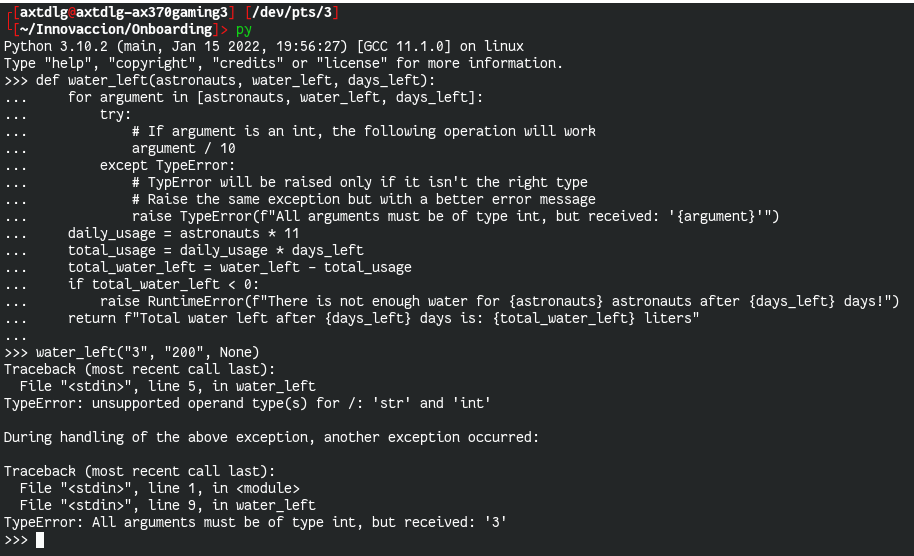 ┌[axtdlg@axtdlg-ax370gaming3] [/dev/pts/3]
└[~/Innovaccion/Onboarding]> py
Python 3.10.2 (main, Jan 15 2022, 19:56:27) [GCC 11.1.0] on linux
Type "help", "copyright", "credits" or "license" for more information.
>>> def water_left(astronauts, water_left, days_left):
...     for argument in [astronauts, water_left, days_left]:
...         try:
...             # If argument is an int, the following operation will work
...             argument / 10
...         except TypeError:
...             # TypError will be raised only if it isn't the right type
...             # Raise the same exception but with a better error message
...             raise TypeError(f"All arguments must be of type int, but received: '{argument}'")
...     daily_usage = astronauts * 11
...     total_usage = daily_usage * days_left
...     total_water_left = water_left - total_usage
...     if total_water_left < 0:
...         raise RuntimeError(f"There is not enough water for {astronauts} astronauts after {days_left} days!")
...     return f"Total water left after {days_left} days is: {total_water_left} liters"
...
>>> water_left("3", "200", None)
Traceback (most recent call last):
  File "<stdin>", line 5, in water_left
TypeError: unsupported operand type(s) for /: 'str' and 'int'

During handling of the above exception, another exception occurred:

Traceback (most recent call last):
  File "<stdin>", line 1, in <module>
  File "<stdin>", line 9, in water_left
TypeError: All arguments must be of type int, but received: '3'
>>>